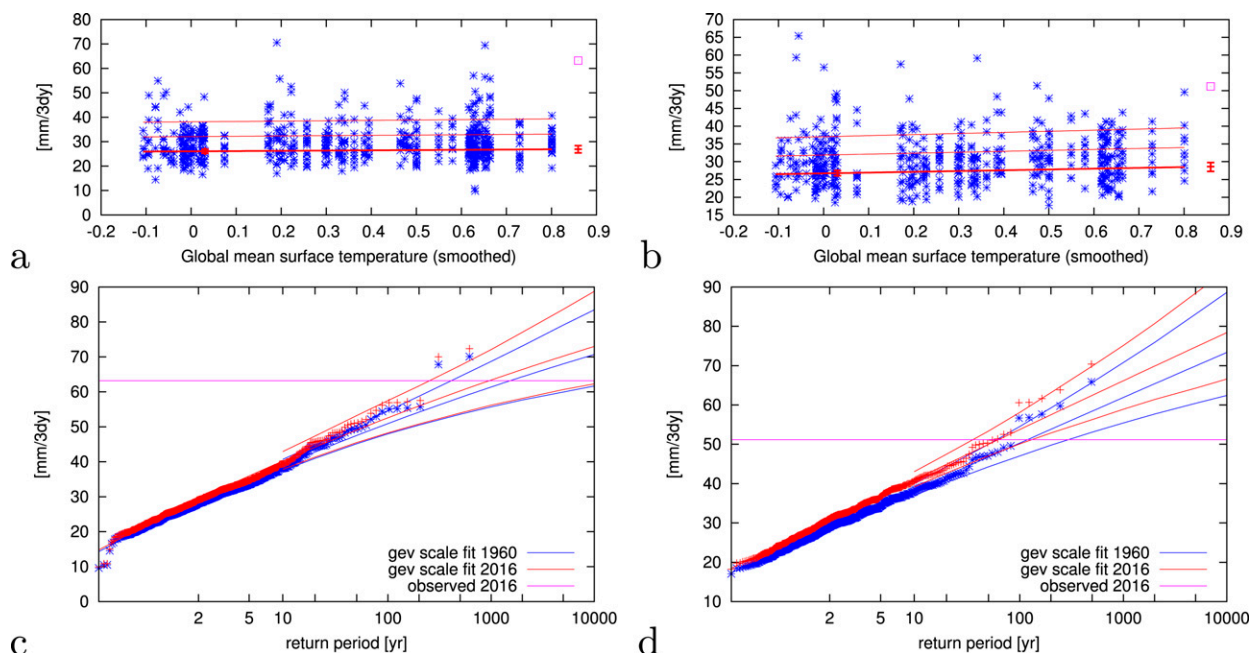 80
70
60
50
40
30
20
10
0
[mm/3dy]
-0.2 -0.1 0 0.1 0.2 0.3 0.4 0.5 0.6 0.7 0.8 0.9
Global mean surface temperature (smoothed)
a
70
65
60
55
50
45
40
35
30
25
20
15
[mm/3dy]
-0.2 -0.1 0 0.1 0.2 0.3 0.4 0.5 0.6 0.7 0.8 0.9
Global mean surface temperature (smoothed)
b
90
80
70
60
50
40
30
20
10
0
[mm/3dy]
gev scale fit 1960
gev scale fit 2016
observed 2016
2 5 10 100 1000 10000
return period [yr]
c
90
80
70
60
50
40
30
20
10
[mm/3dy]
gev scale fit 1960
gev scale fit 2016
observed 2016
2 5 10 100 1000 10000
return period [yr]
d